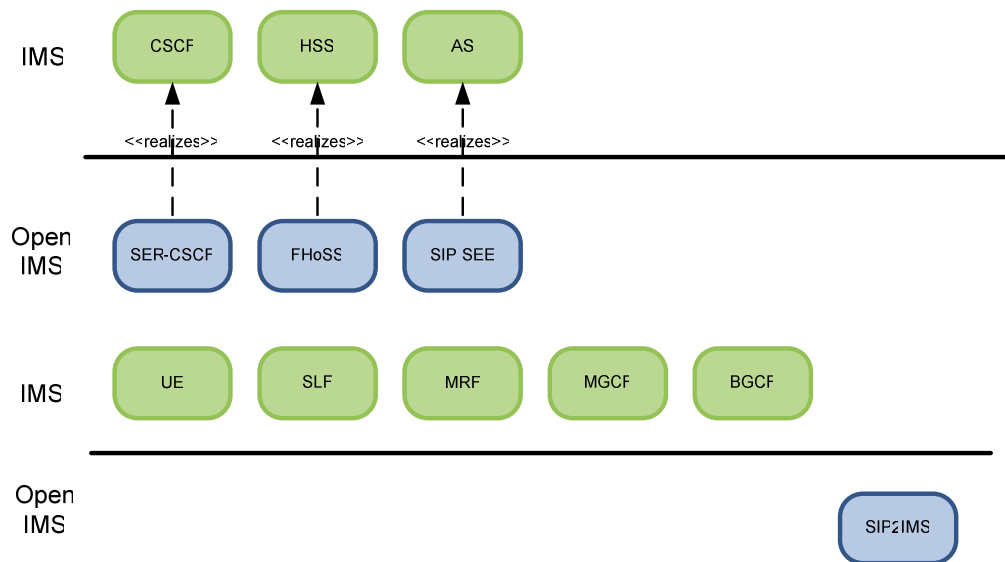 IMS
CSCF
HSS
AS
<<realizes>>
<<realizes>>
<<realizes>>
Open
IMS
SER-CSCF
FHoSS
SIP SEE
IMS
UE
SLF
MRF
MGCF
BGCF
Open
IMS
SIP2IMS